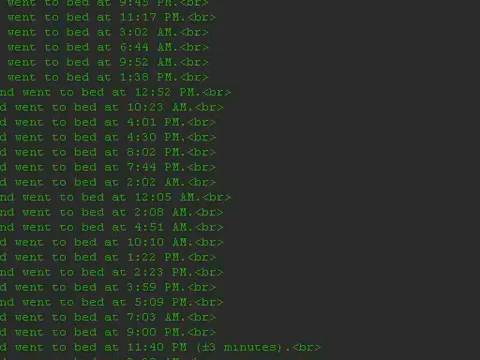 went to bed at 9:45 PM.<br>
went to bed at 11:17 PM.<br>
went to bed at 3:02 AM.<br>
went to bed at 6:44 AM.<br>
went to bed at 9:52 AM.<br>
went to bed at 1:38 PM.<br>
nd went to bed at 12:52 PM.<br>
d went to bed at 10:23 AM.<br>
d went to bed at 4:01 PM.<br>
d went to bed at 4:30 PM.<br>
d went to bed at 8:02 PM.<br>
d went to bed at 7:44 PM.<br>
d went to bed at 2:02 AM.<br>
nd went to bed at 12:05 AM.<br>
d went to bed at 2:08 AM.<br>
d went to bed at 4:51 AM.<br>
d went to bed at 10:10 AM.<br>
d went to bed at 1:22 PM.<br>
nd went to bed at 2:23 PM.<br>
d went to bed at 3:59 PM.<br>
nd went to bed at 5:09 PM.<br>
d went to bed at 7:03 AM.<br>
d went to bed at 9:00 PM.<br>
d went to bed at 11:40 PM (±3 minutes).<br>